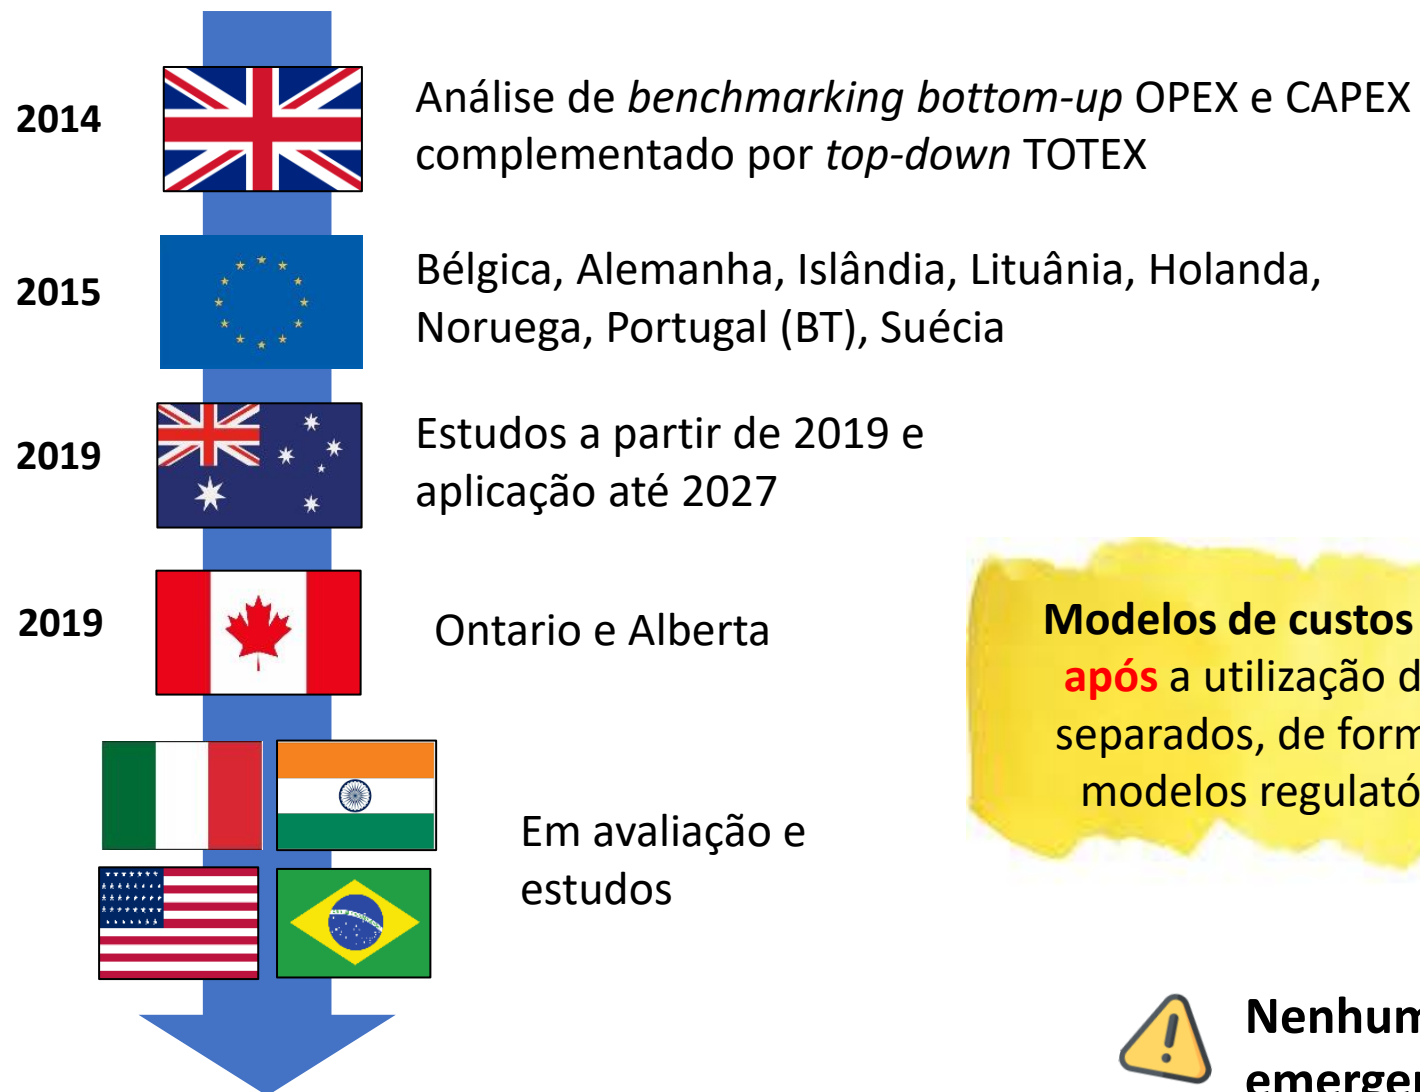 2014
Análise de benchmarking bottom-up OPEX e CAPEX
complementado por top-down TOTEX
2015
Bélgica, Alemanha, Islândia, Lituânia, Holanda,
Noruega, Portugal (BT), Suécia
2019
Estudos a partir de 2019 e
aplicação até 2027
2019
Ontario e Alberta
Em avaliação e
estudos
Modelos de custos
após a utilização d
separados, de form
modelos regulató
Nenhum
emergen